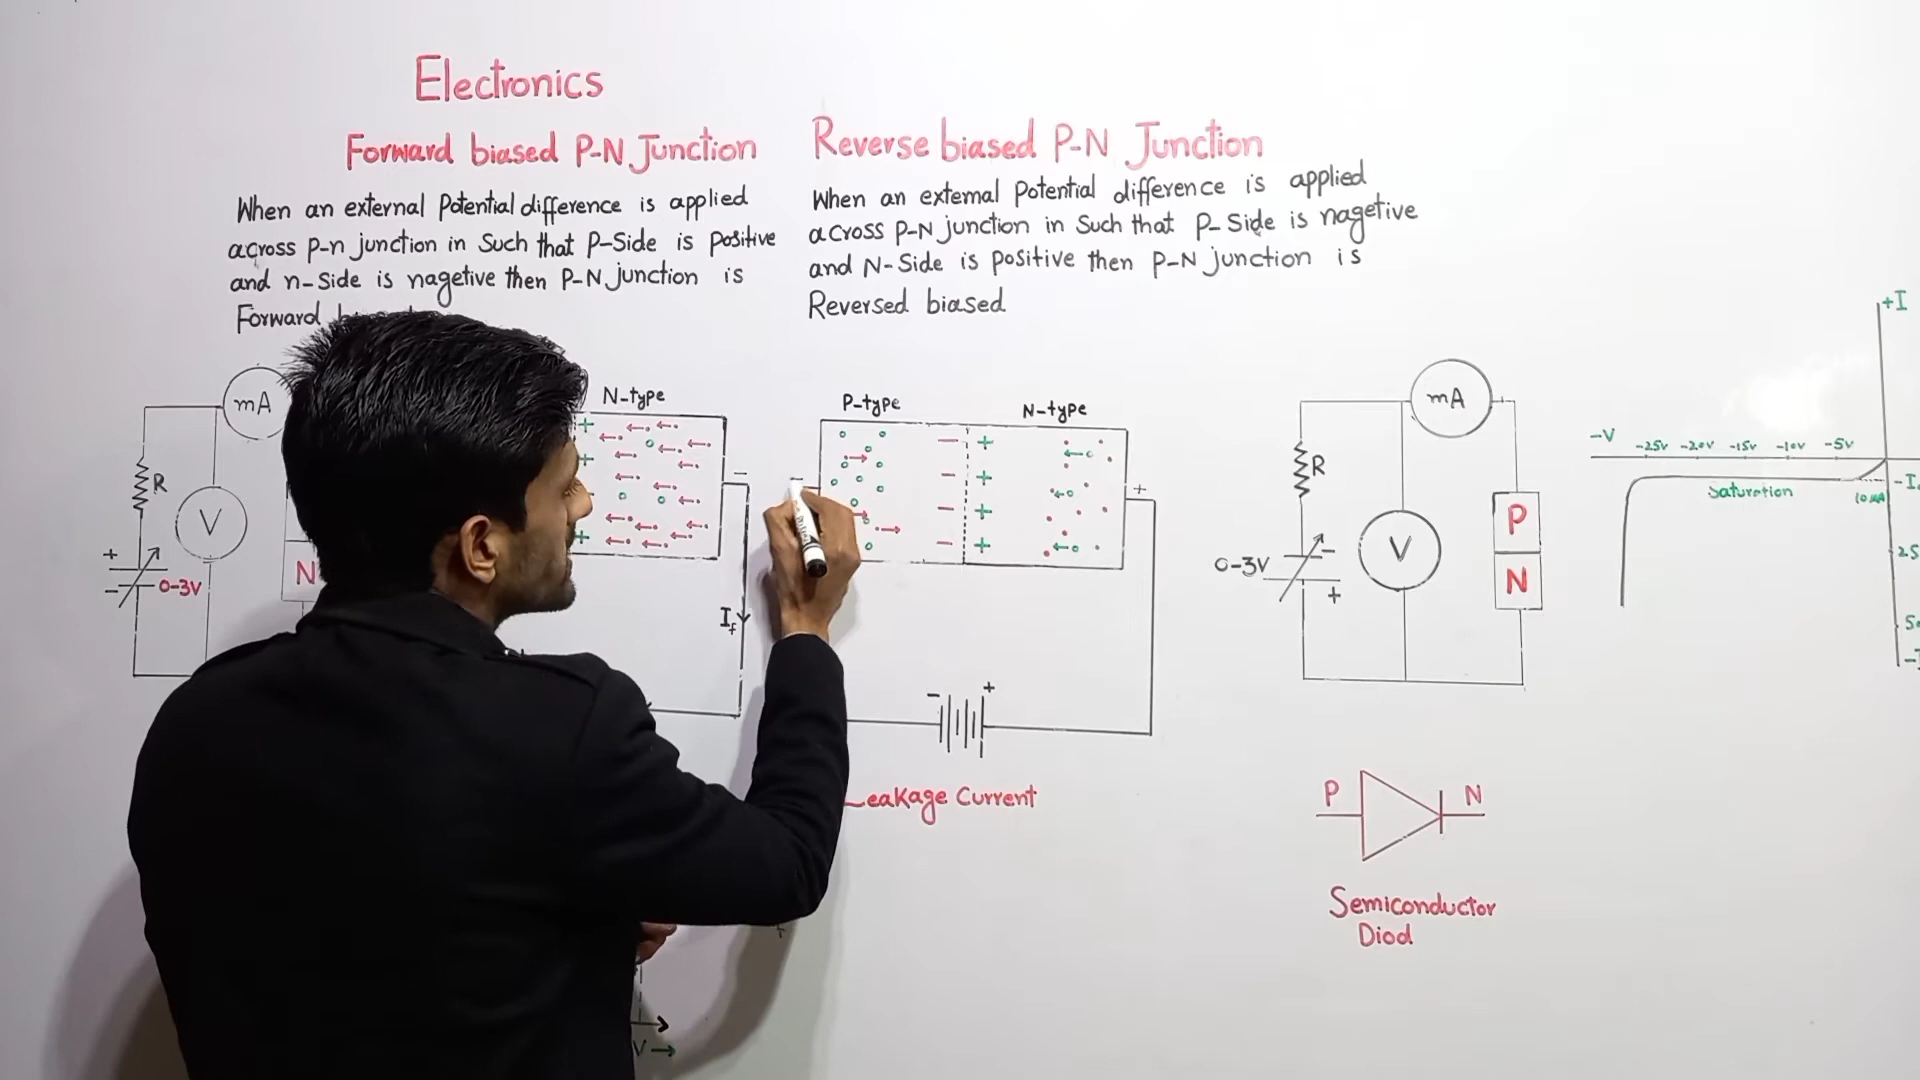 Electronics
Forward biased P-N Junction
When an external Potential difference is applied
across p-n junction in Such that P-Side is Positive
and n-Side is nagetive then P-N junction is
Forward
Reverse biased P-N Junction
When an external Potential difference is applied
across P-N junction in Such that P-Side is nagetive
and N-Side is positive then P-N junction is
Reversed biased
mA
R
V
+
-
0-3V
N
N-type
+
+
+
-
If
V→
P-type
N-type
- +
- +
- +
- +
-
+
- +
Leakage Current
mA
R
V
0-3V
-
+
P
N
P
N
Semiconductor
Diod
+I
-V
-25V -20V -15V -10V -5V
Saturation